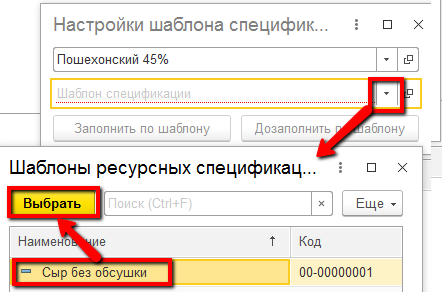 Настройки шаблона специфик...
Пошехонский 45%
Шаблон спецификации
Заполнить по шаблону
Дозаполнить по шаблону
Шаблоны ресурсных спецификац...
Выбрать
Поиск (Ctrl+F)
×
Еще
Наименование ↑ Код
Сыр без обсушки 00-00000001